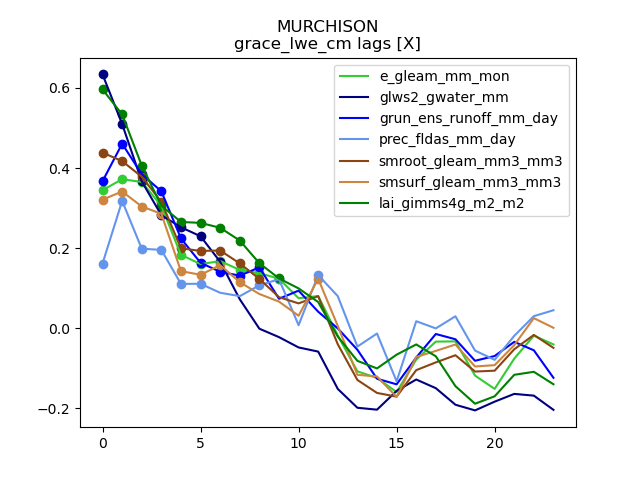 MURCHISON
grace_lwe_cm lags [X]
e_gleam_mm_mon
glws2_gwater_mm
grun_ens_runoff_mm_day
prec_fldas_mm_day
smroot_gleam_mm3_mm3
smsurf_gleam_mm3_mm3
lai_gimms4g_m2_m2
0.6
0.4
0.2
0.0
−0.2
0 5 10 15 20